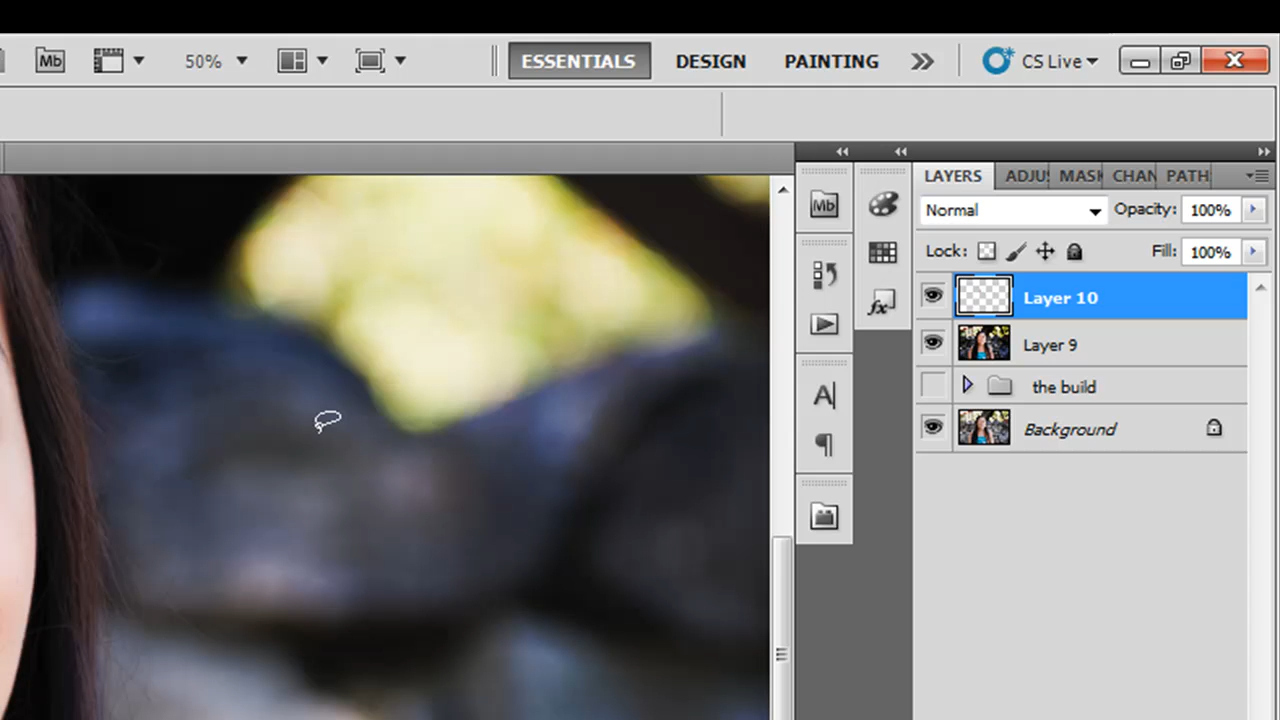 Mb 50% ESSENTIALS DESIGN PAINTING CS Live
LAYERS ADJU MASK CHAN PATH
Mb Normal Opacity: 100%
Lock: Fill: 100%
fx Layer 10
Layer 9
A the build
Background